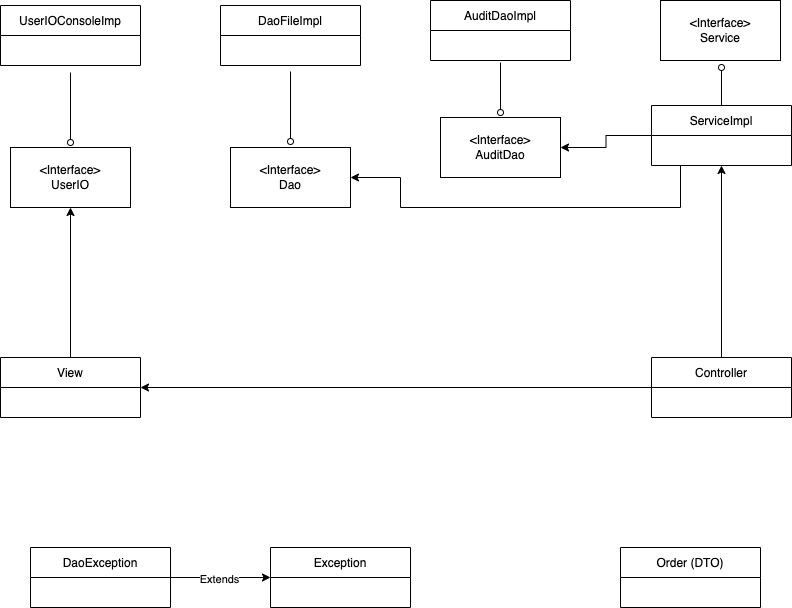 UserIOConsoleImp
DaoFileImpl
AuditDaoImpl
<Interface>
Service
ServiceImpl
<Interface>
UserIO
<Interface>
Dao
<Interface>
AuditDao
View
Controller
DaoException
Extends
Exception
Order (DTO)